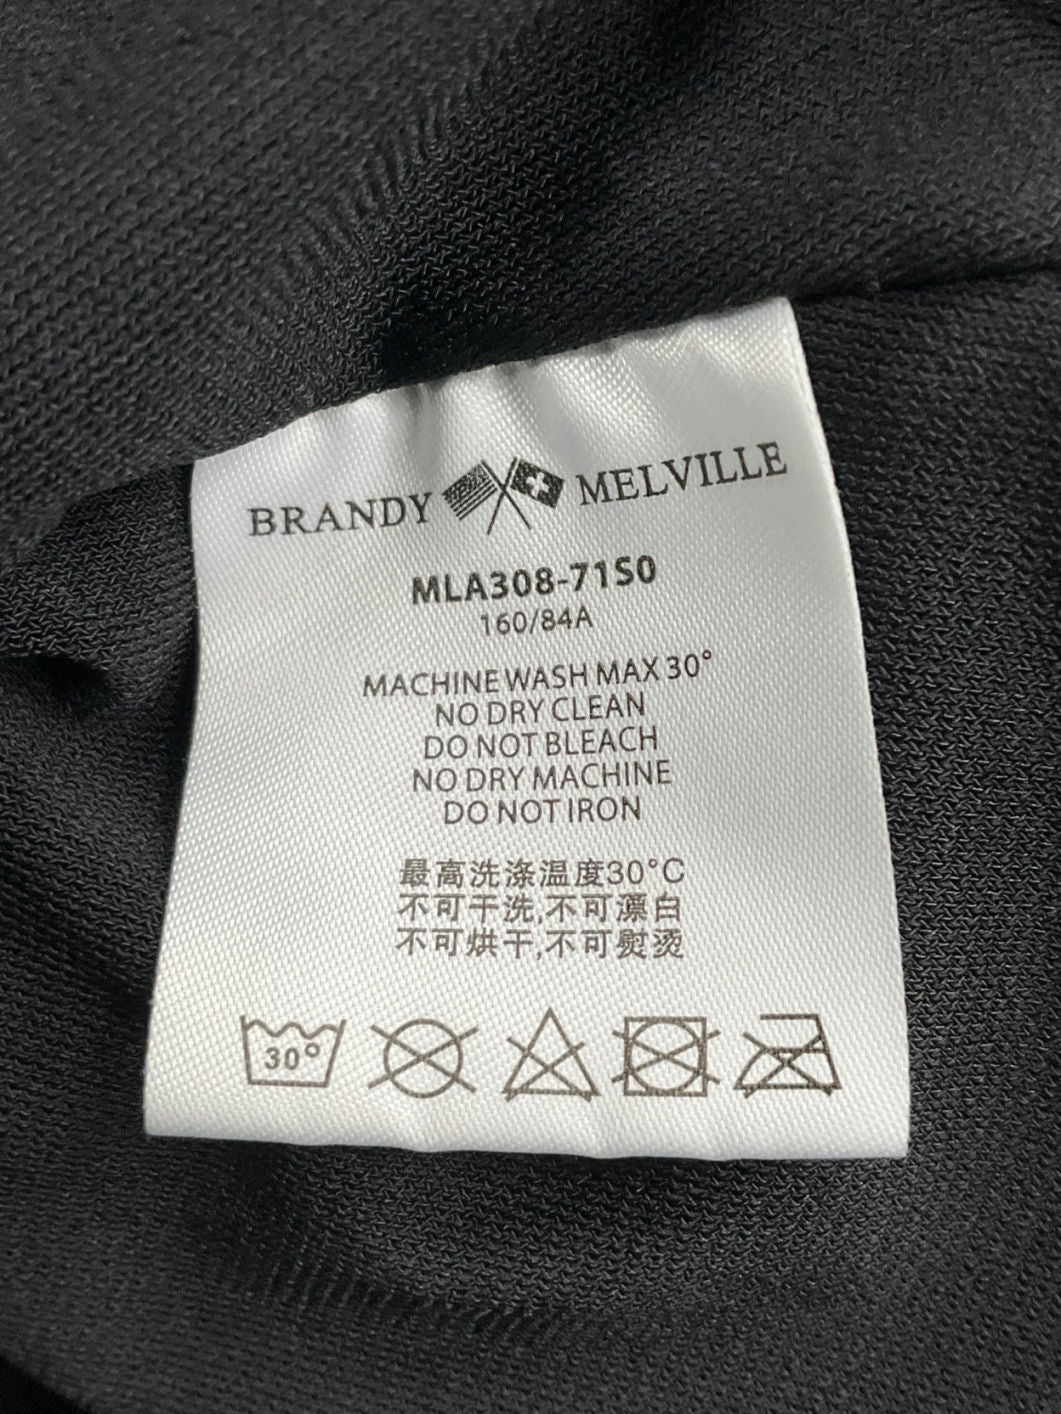 BRANDY MELVILLE
MLA308-71S0
160/84A
MACHINE WASH MAX 30°
NO DRY CLEAN
DO NOT BLEACH
NO DRY MACHINE
DO NOT IRON
最高洗涤温度30°C
不可干洗,不可漂白
不可烘干,不可熨烫
30°